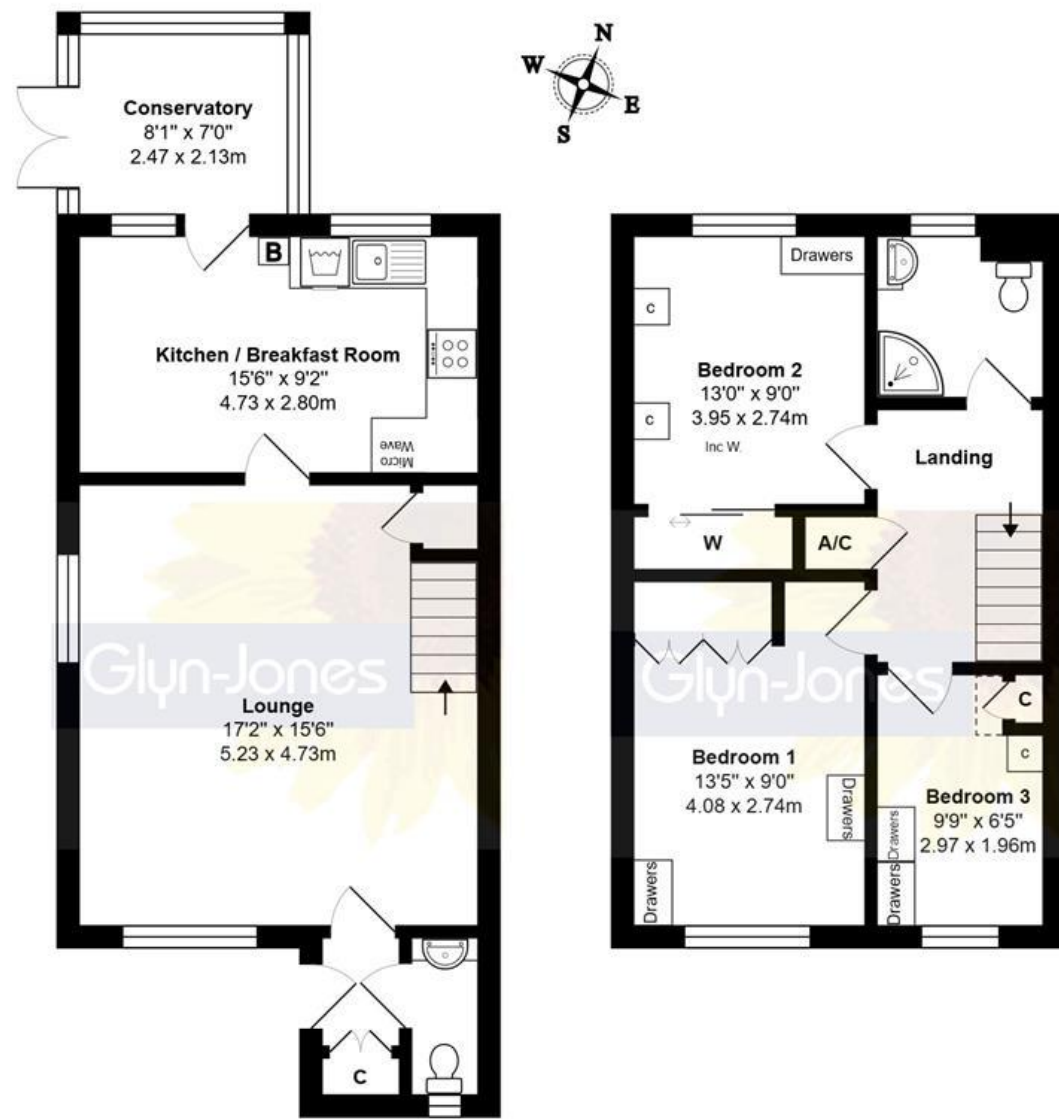 N
W
E
S
Conservatory
8'1" x 7'0"
2.47 x 2.13m
B
Kitchen / Breakfast Room
15'6" x 9'2"
4.73 x 2.80m
Micro
Wave
Glyn-Jones
Lounge
17'2" x 15'6"
5.23 x 4.73m
C
Drawers
c
Bedroom 2
13'0" x 9'0"
3.95 x 2.74m
c
Inc W.
Landing
W
A/C
Glyn-Jones
C
c
Bedroom 1
13'5" x 9'0"
4.08 x 2.74m
Drawers
Drawers
Bedroom 3
9'9" x 6'5"
2.97 x 1.96m
Drawers
Drawers